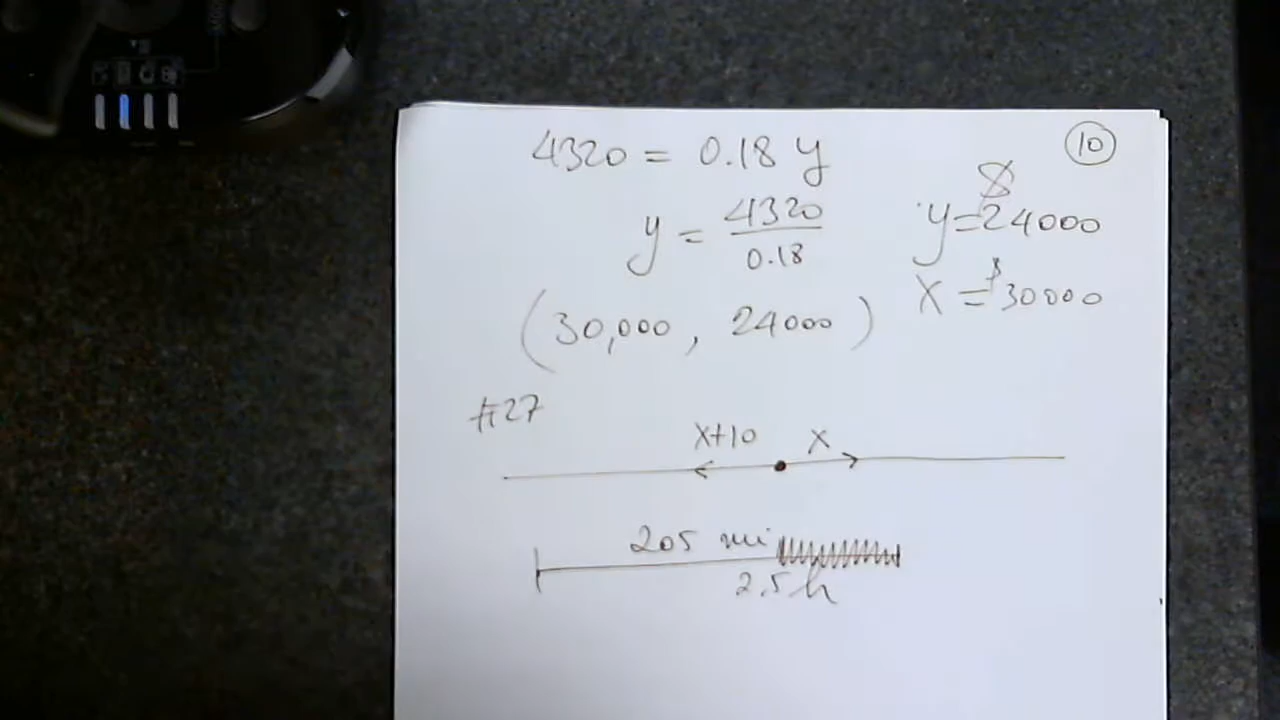 10
4320 = 0.18 y
y = 4320 / 0.18
y = $24000
x = $30000
(30,000, 24000)
#27
x+10 x
205 mi
2.5 h